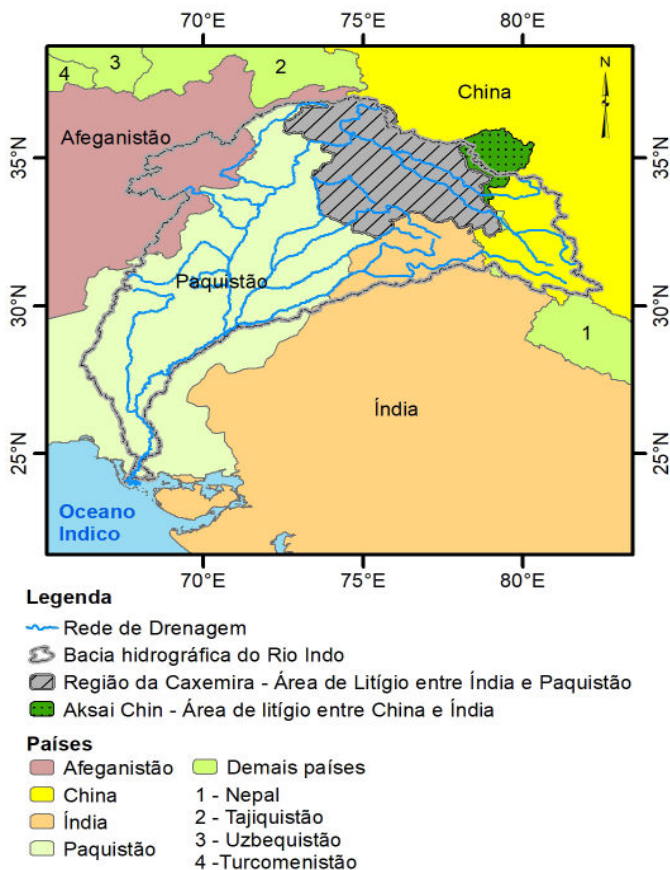 70°E 75°E 80°E
4 3 2
N
China
Afeganistão
35°N 35°N
Paquistão
30°N 30°N
1
Índia
25°N 25°N
Oceano
Indico
70°E 75°E 80°E
Legenda
Rede de Drenagem
Bacia hidrográfica do Rio Indo
Região da Caxemira - Área de Litígio entre Índia e Paquistão
Aksai Chin - Área de litígio entre China e Índia
Países
Afeganistão
China
Índia
Paquistão
Demais países
1 - Nepal
2 - Tajiquistão
3 - Uzbequistão
4 -Turcomenistão